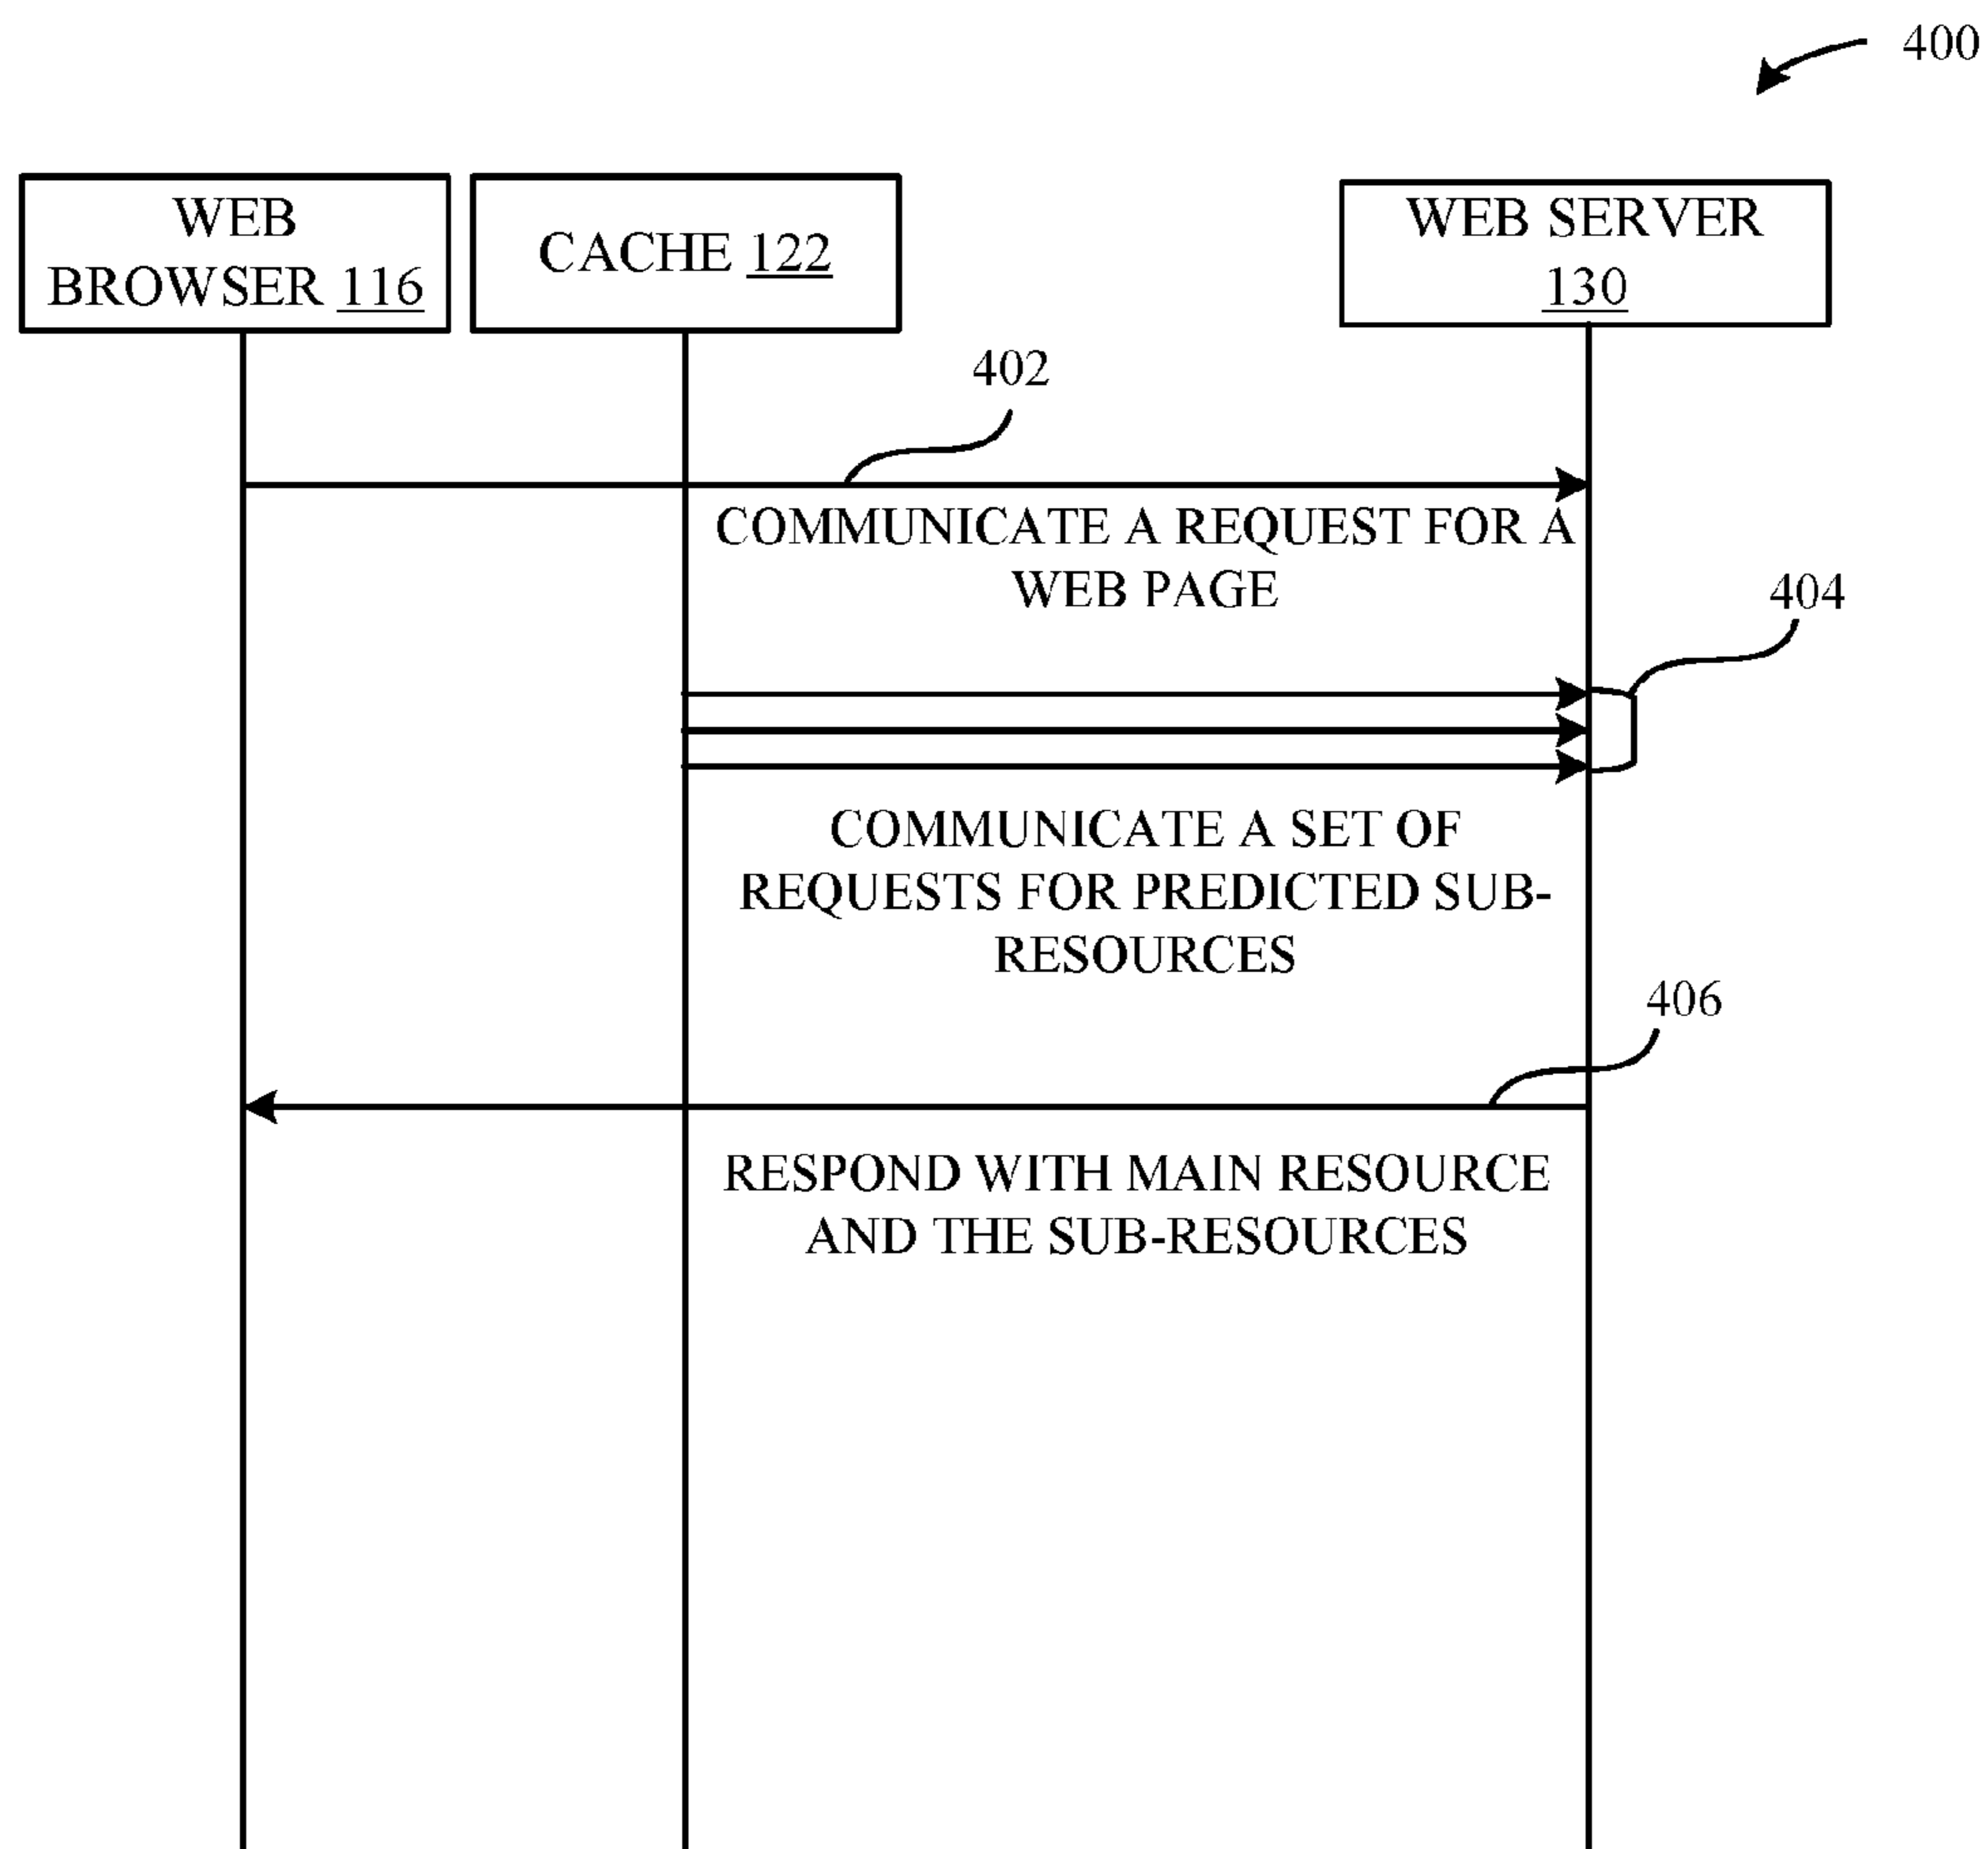 400
WEB
BROWSER 116
CACHE 122
WEB SERVER
130
402
COMMUNICATE A REQUEST FOR A
WEB PAGE
404
COMMUNICATE A SET OF
REQUESTS FOR PREDICTED SUB-
RESOURCES
406
RESPOND WITH MAIN RESOURCE
AND THE SUB-RESOURCES